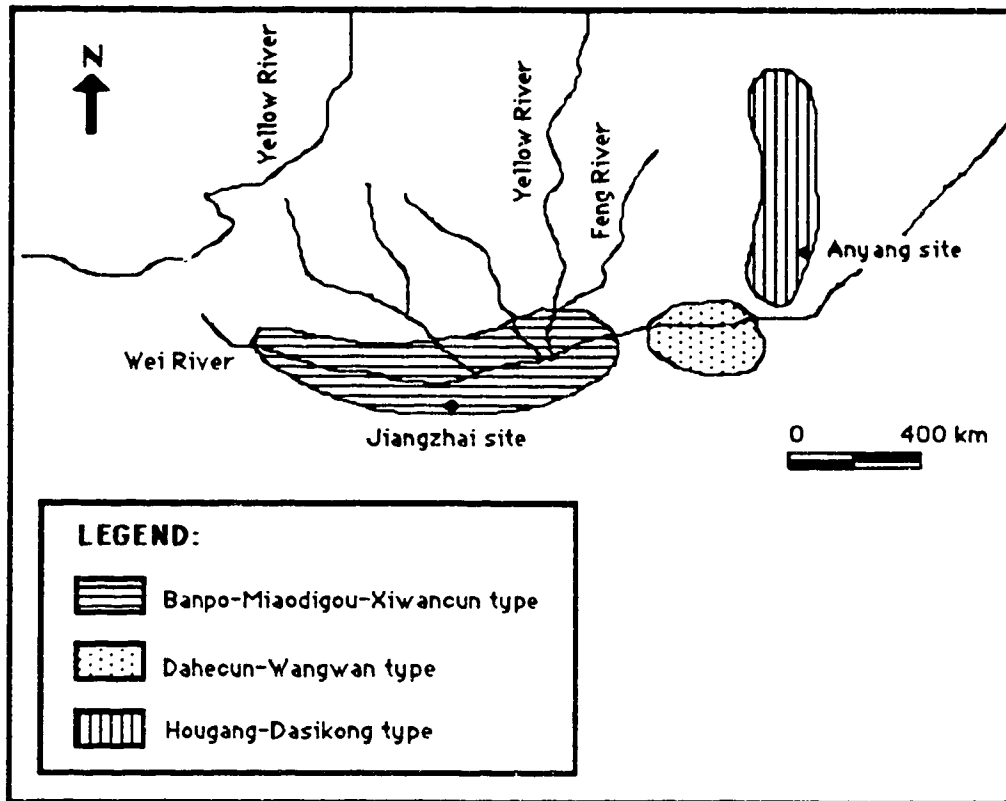 N
Yellow River
Yellow River
Feng River
Anyang site
Wei River
Jiangzhai site
0 400 km
LEGEND:
Banpo-Miaodigou-Xiwancun type
Dahecun-Wangwan type
Hougang-Dasikong type